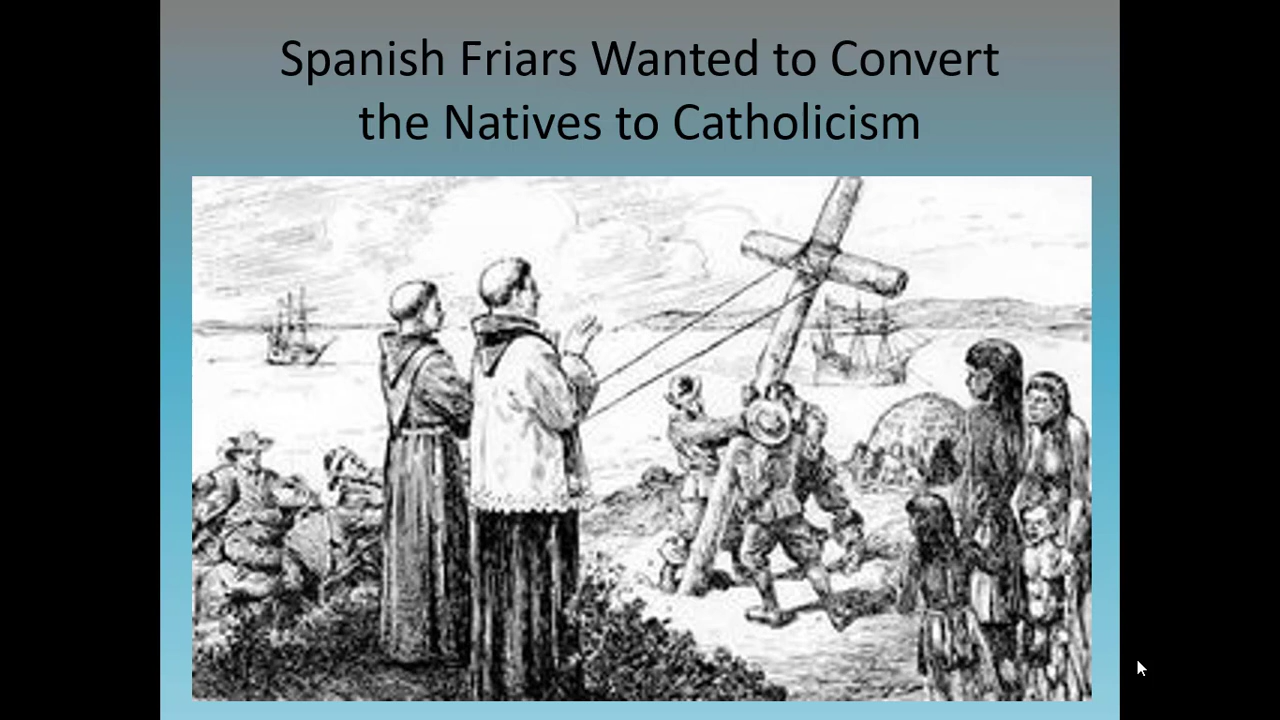 Spanish Friars Wanted to Convert
the Natives to Catholicism